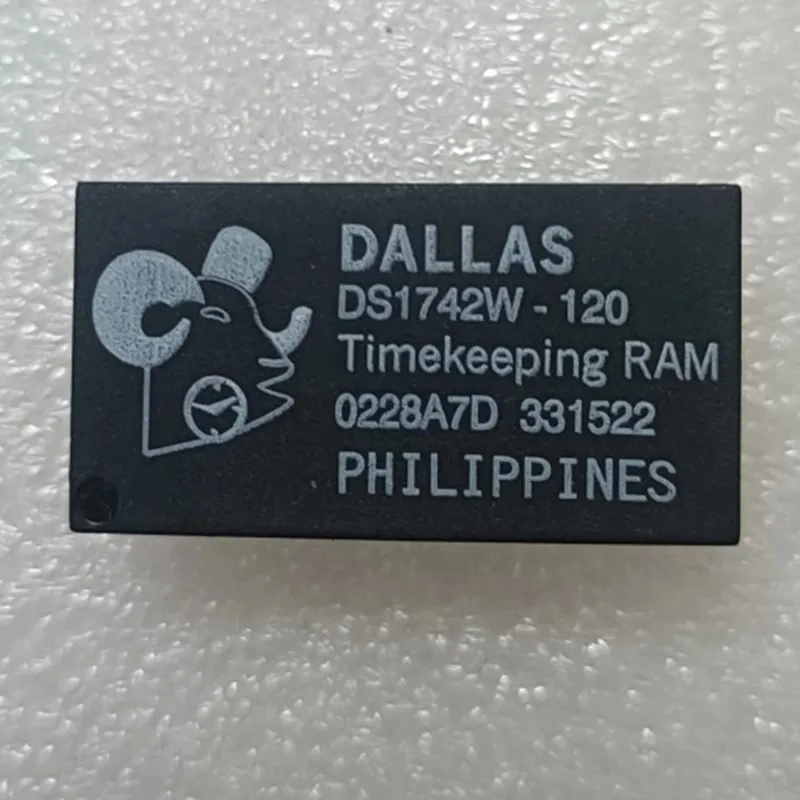 DALLAS
DS1742W - 120
Timekeeping RAM
0228A7D 331522
PHILIPPINES